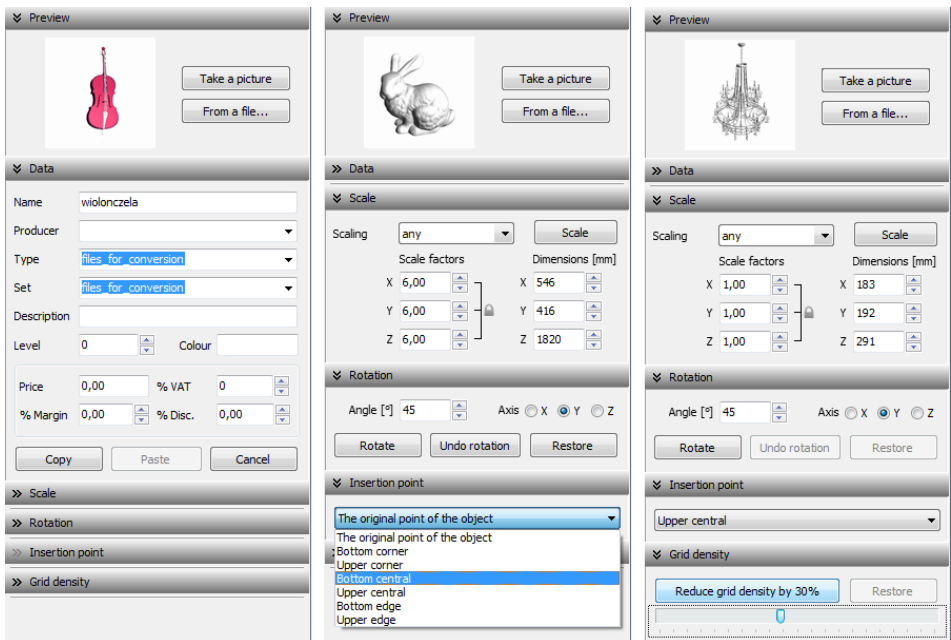 Preview
Take a picture
From a file...
Data
Name wiolonczela
Producer
Type files_for_conversion
Set files_for_conversion
Description
Level 0 Colour
Price 0,00 % VAT 0
% Margin 0,00 % Disc. 0,00
Copy Paste Cancel
Scale
Rotation
Insertion point
Grid density
Preview
Take a picture
From a file...
Data
Scale
Scaling any Scale
Scale factors Dimensions [mm]
X 6,00 X 546
Y 6,00 Y 416
Z 6,00 Z 1820
Rotation
Angle [º] 45 Axis X Y Z
Rotate Undo rotation Restore
Insertion point
The original point of the object
The original point of the object
Bottom corner
Upper corner
Bottom central
Upper central
Bottom edge
Upper edge
Preview
Take a picture
From a file...
Data
Scale
Scaling any Scale
Scale factors Dimensions [mm]
X 1,00 X 183
Y 1,00 Y 192
Z 1,00 Z 291
Rotation
Angle [º] 45 Axis X Y Z
Rotate Undo rotation Restore
Insertion point
Upper central
Grid density
Reduce grid density by 30% Restore